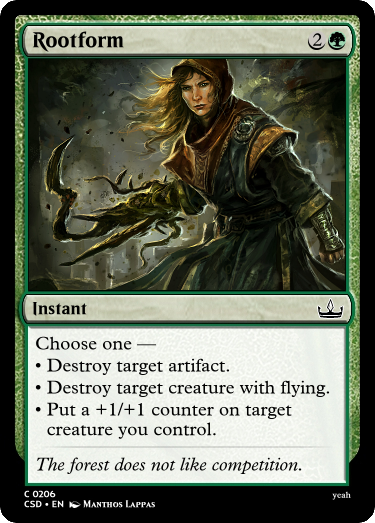 Rootform 2
Instant
Choose one —
• Destroy target artifact.
• Destroy target creature with flying.
• Put a +1/+1 counter on target
creature you control.
The forest does not like competition.
C 0206 yeah
CSD • EN Manthos Lappas